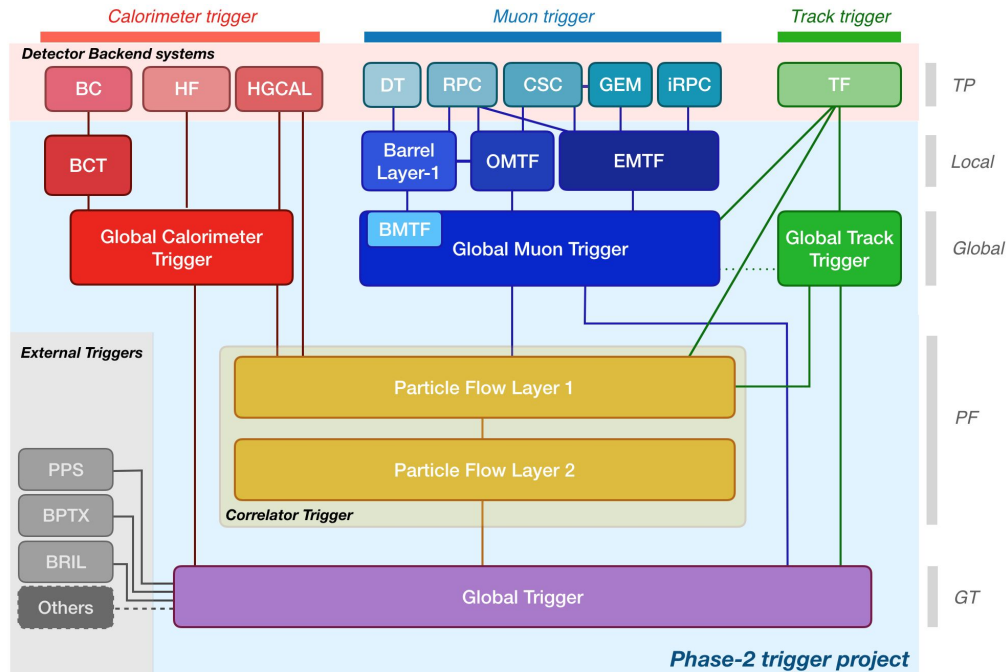 Calorimeter trigger
Muon trigger
Track trigger
Detector Backend systems
BC
HF
HGCAL
DT
RPC
CSC
GEM
iRPC
TF
TP
BCT
Barrel
Layer-1
OMTF
EMTF
Local
Global Calorimeter
Trigger
BMTF
Global Muon Trigger
Global Track
Trigger
Global
External Triggers
Particle Flow Layer 1
PF
Particle Flow Layer 2
Correlator Trigger
PPS
BPTX
BRIL
Others
Global Trigger
GT
Phase-2 trigger project